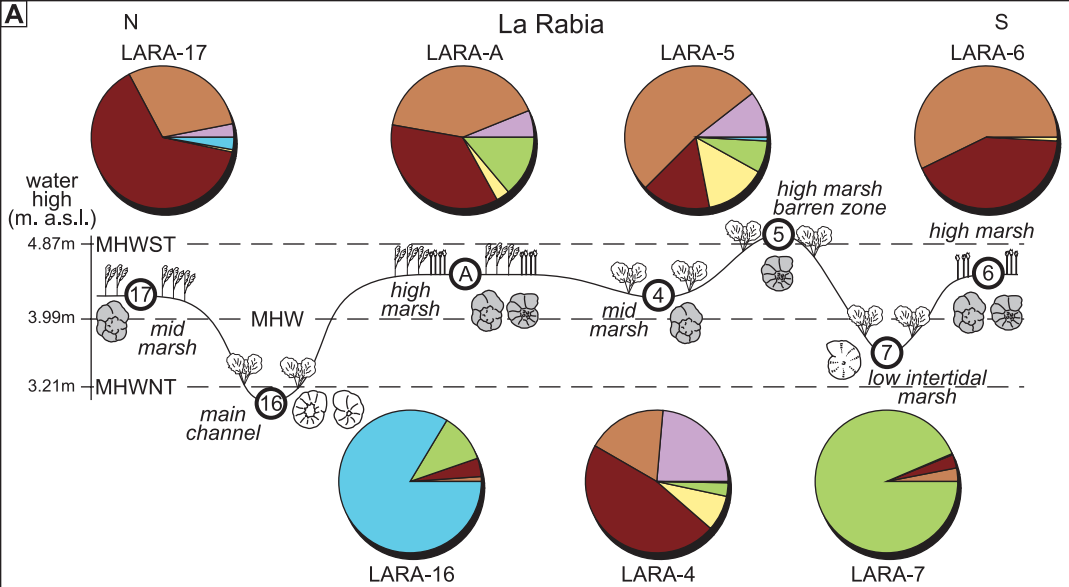 A
N
La Rabia
S
LARA-17
LARA-A
LARA-5
LARA-6
water
high
(m. a.s.l.)
high marsh
barren zone
high marsh
4.87m
MHWST
5
17
A
4
6
high
marsh
mid
marsh
mid
marsh
3.99m
MHW
7
3.21m
MHWNT
low intertidal
marsh
16
main
channel
LARA-16
LARA-4
LARA-7